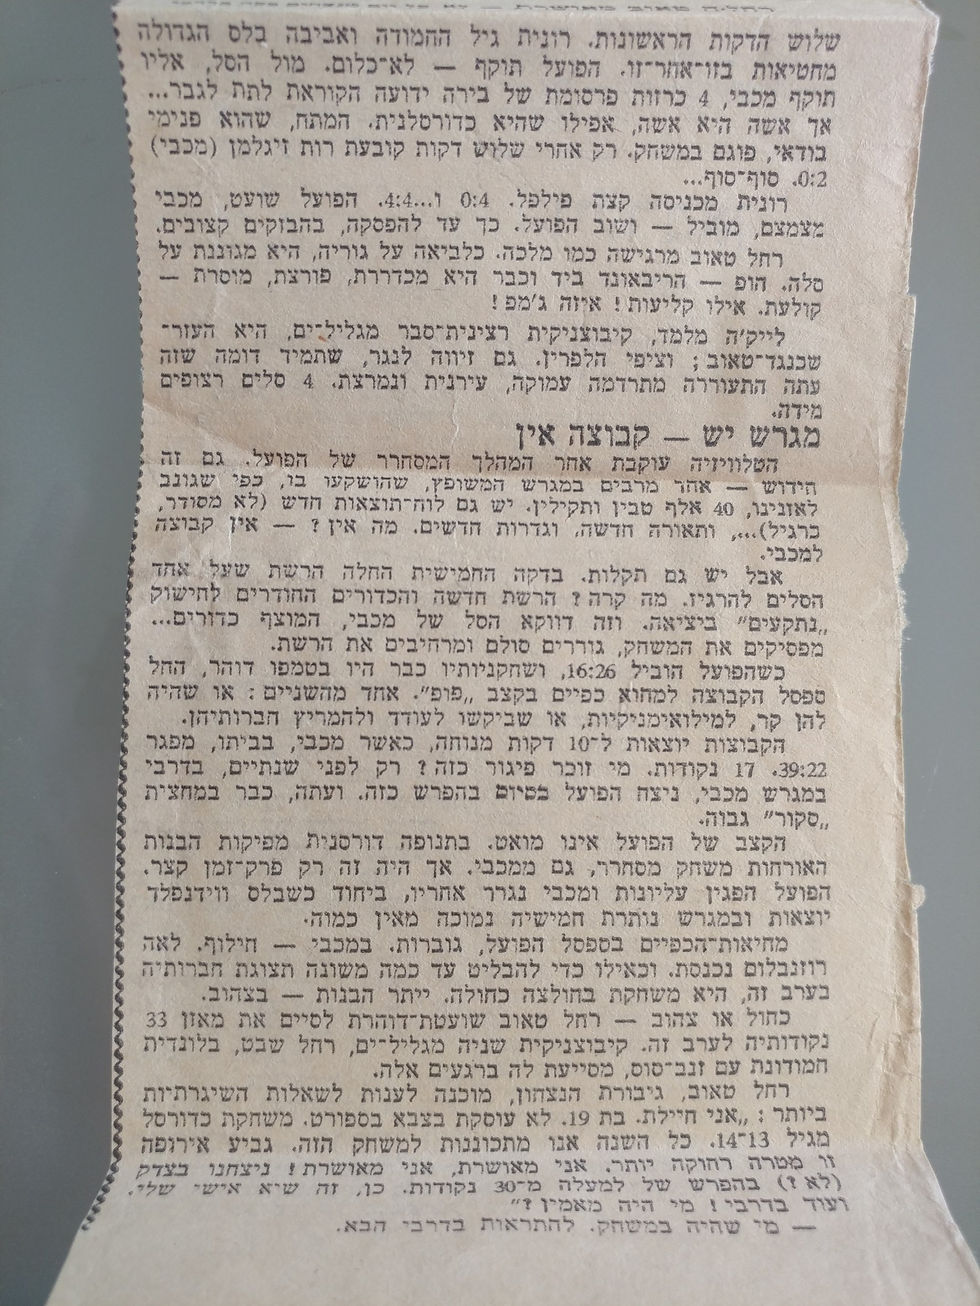 שלוש הדקות הראשונות. רונית גיל החמודה ואביבה בלס הגדולה
מחטיאות בזו־אחר־זו. הפועל תוקף — לא־כלום. מול הסל, אליו
תוקף מכבי, 4 כרזות פרסומת של בירה ידועה הקוראת לתת לגבר...
אך אשה היא אשה, אפילו שהיא כדורסלנית. המתח, שהוא פנימי
בודאי, פוגם במשחק. רק אחרי שלוש דקות קובעת רות זיגלמן (מכבי)
0:2. סוף־סוף...
רונית מכניסה קצת פילפל. 0:4 ו...4:4. הפועל שועט, מכבי
מצמצם, מוביל — ושוב הפועל. כך עד להפסקה, בהבזקים קצובים.
רחל טאוב מרגישה כמו מלכה. כלביאה על גוריה, היא מגוננת על
סלה. הופ — הריבאונד ביד וכבר היא מכדררת, פורצת, מוסרת —
קולעת. אילו קליעות! איזה ג'מפ!
לייק'ה מלמד, קיבוצניקית רצינית־סבר מגליל־ים, היא העזר־
שכנגד־טאוב; וציפי הלפרין. גם זיווה לנגר, שתמיד דומה שזה
עתה התעוררה מתרדמה עמוקה, עירנית ונמרצת. 4 סלים רצופים
מידה.
מגרש יש — קבוצה אין
הטלוויזיה עוקבת אחר המהלך המסחרר של הפועל. גם זה
חידוש — אחד מרבים במגרש המשופץ, שהושקעו בו, כפי שגונב
לאזנינו, 40 אלף טבין ותקילין. יש גם לוח־תוצאות חדש (לא מסודר,
כרגיל)..., ותאורה חדשה, וגדרות חדשים. מה אין? — אין קבוצה
למכבי.
אבל יש גם תקלות. בדקה החמישית החלה הרשת שעל אחד
הסלים להרגיז. מה קרה? הרשת חדשה והכדורים החודרים לחישוק
„נתקעים” ביציאה. וזה דווקא הסל של מכבי, המוצף כדורים...
מפסיקים את המשחק, גוררים סולם ומרחיבים את הרשת.
כשהפועל הוביל 16:26, ושחקניותיו כבר היו בטמפו דוהר, החל
ספסל הקבוצה למחוא כפיים בקצב „פופ”. אחד מהשניים: או שהיה
להן קר, למילואימניקיות, או שביקשו לעודד ולהמריץ חברותיהן.
הקבוצות יוצאות ל־10 דקות מנוחה, כאשר מכבי, בביתו, מפגר
39:22. 17 נקודות. מי זוכר פיגור כזה? רק לפני שנתיים, בדרבי
במגרש מכבי, ניצח הפועל בסיום בהפרש כזה. ועתה, כבר במחצית
„סקור” גבוה.
הקצב של הפועל אינו מואט. בתנופה דורסנית מפיקות הבנות
האורחות משחק מסחרר, גם ממכבי. אך היה זה רק פרק־זמן קצר.
הפועל הפגין עליונות ומכבי נגרר אחריו, ביחוד כשבלס ווידנפלד
יוצאות ובמגרש נותרת חמישיה נמוכה מאין כמוה.
מחיאות־הכפיים בספסל הפועל, גוברות. במכבי — חילוף. לאה
רוזנבלום נכנסת. וכאילו כדי להבליט עד כמה משונה תצוגת חברותיה
בערב זה, היא משחקת בחולצה כחולה. ייתר הבנות — בצהוב.
כחול או צהוב — רחל טאוב שועטת־דוהרת לסיים את מאזן 33
נקודותיה לערב זה. קיבוצניקית שניה מגליל־ים, רחל שבט, בלונדית
חמודונת עם זנב־סוס, מסייעת לה ברגעים אלה.
רחל טאוב, גיבורת הנצחון, מוכנה לענות לשאלות השיגרתיות
ביותר: „אני חיילת. בת 19. לא עוסקת בצבא בספורט. משחקת כדורסל
מגיל 13־14. כל השנה אנו מתכוננות למשחק הזה. גביע אירופה
זו מטרה רחוקה יותר. אני מאושרת, אני מאושרת! ניצחנו בצדק
(לא?) בהפרש של למעלה מ־30 נקודות. כן, זה שיא אישי שלי.
ועוד בדרבי! מי היה מאמין?”
— מי שהיה במשחק. להתראות בדרבי הבא.